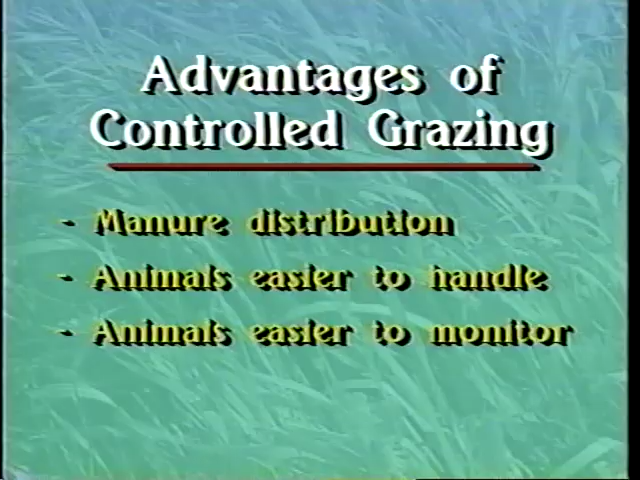 Advantages of
Controlled Grazing
- Manure distribution
- Animals easier to handle
- Animals easier to monitor